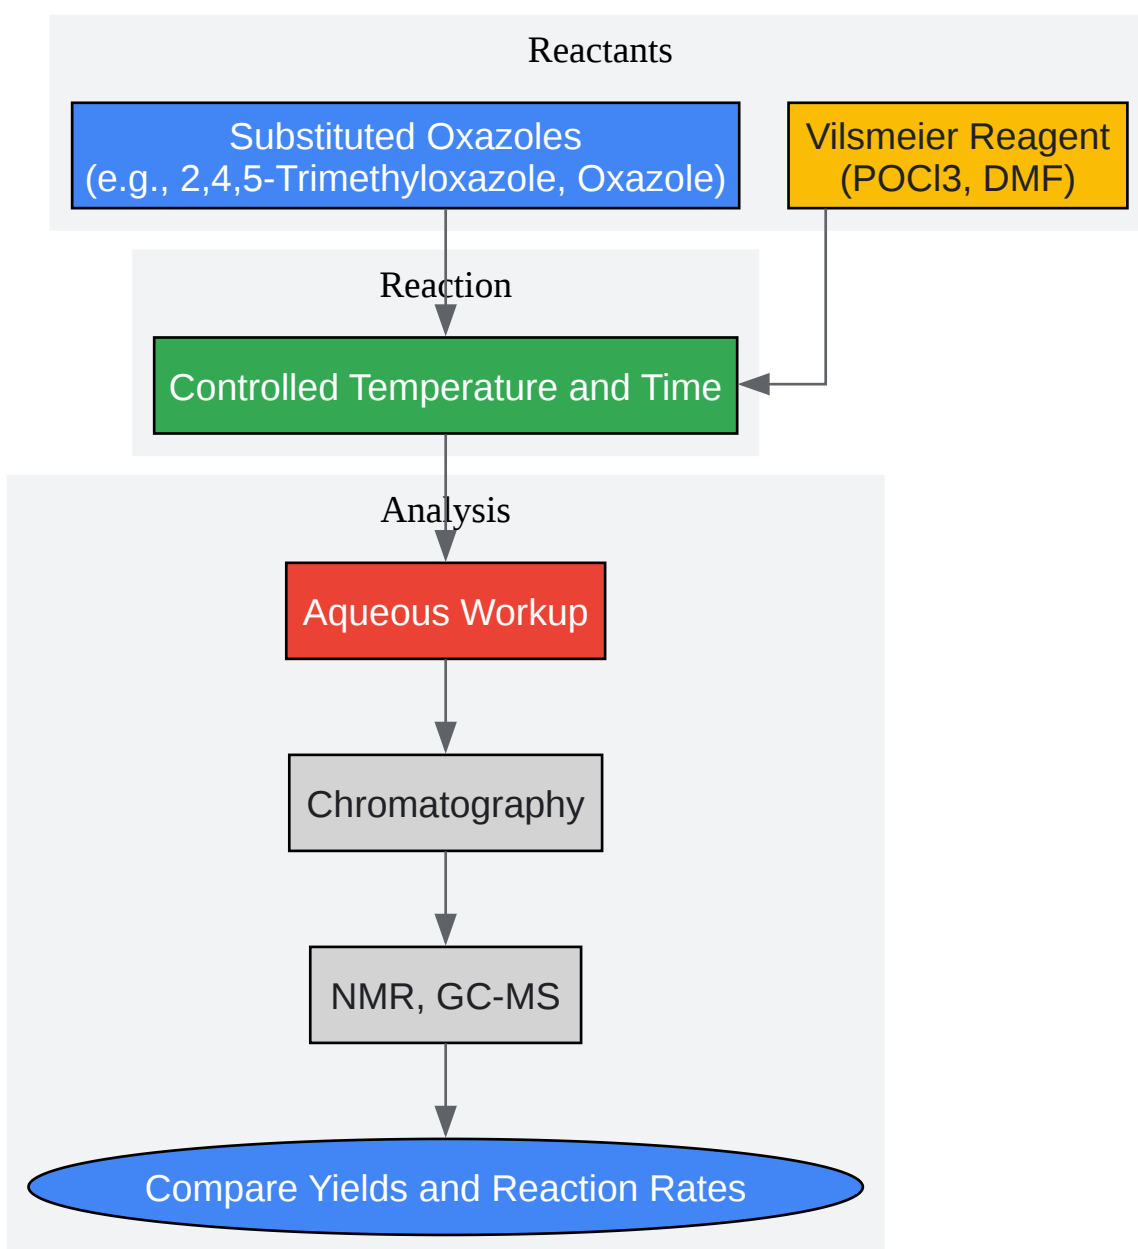 Reactants
Substituted Oxazoles
(e.g., 2,4,5-Trimethyloxazole, Oxazole)
Vilsmeier Reagent
(POCl3, DMF)
Reaction
Controlled Temperature and Time
Analysis
Aqueous Workup
Chromatography
NMR, GC-MS
Compare Yields and Reaction Rates